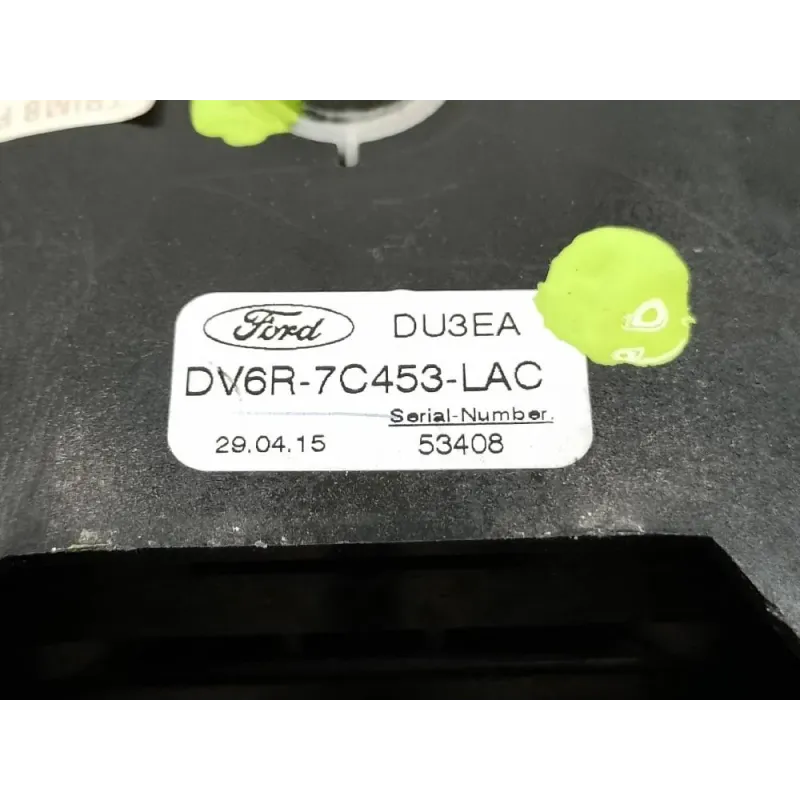 Ford DU3EA
DV6R-7C453-LAC
Serial-Number.
29.04.15 53408